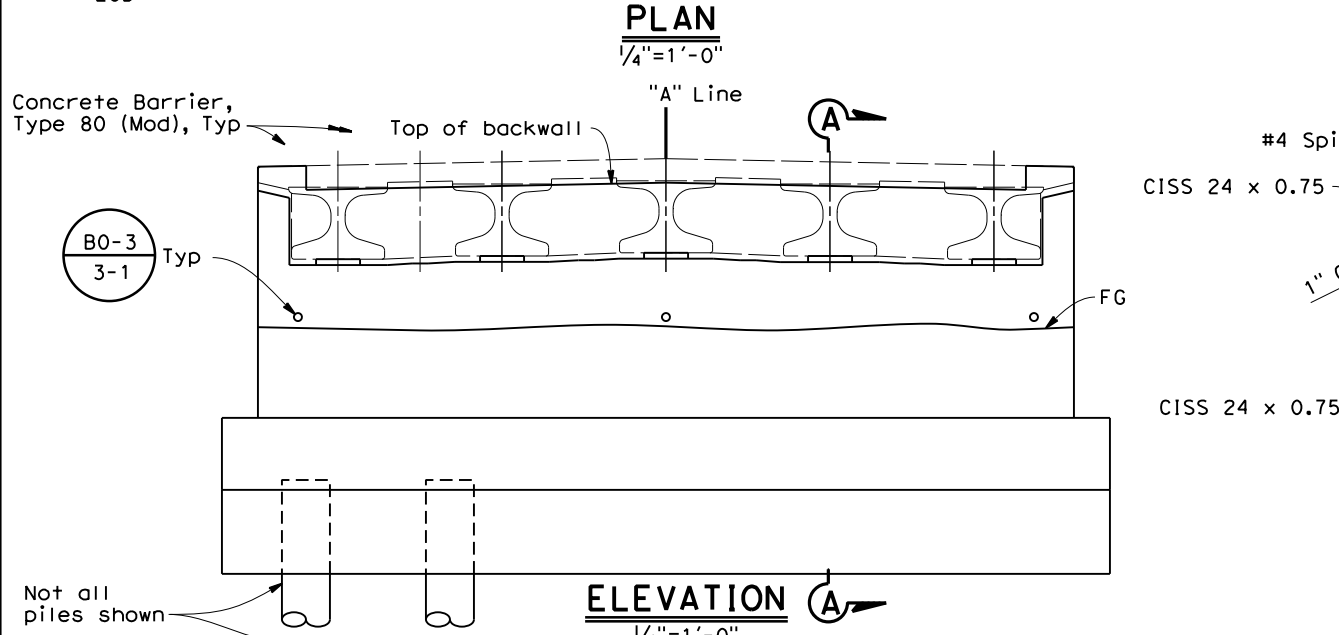 PLAN
1/4"=1'-0"
"A" Line
Concrete Barrier,
Type 80 (Mod), Typ
Top of backwall
A
#4 Spi
CISS 24 x 0.75
B0-3
3-1
Typ
1"
FG
CISS 24 x 0.75
Not all
piles shown
ELEVATION
A